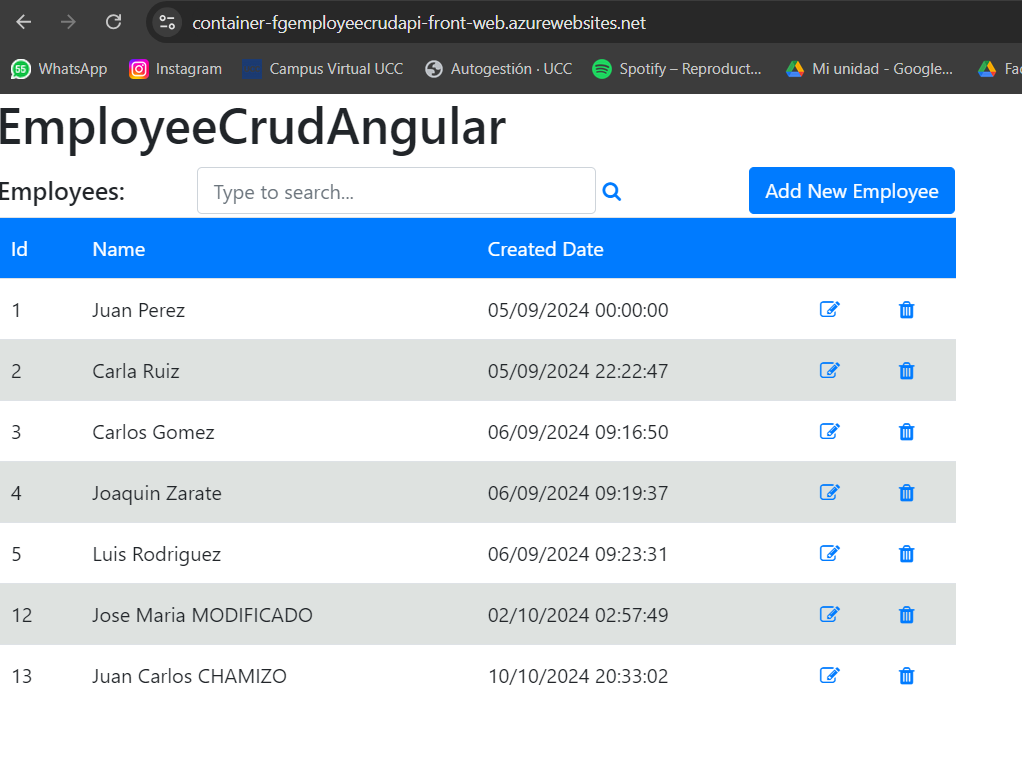 container-fgemployeecrudapi-front-web.azurewebsites.net
55 WhatsApp Instagram Campus Virtual UCC Autogestión · UCC Spotify – Reproduct... Mi unidad - Google...
EmployeeCrudAngular
Employees: Type to search... Add New Employee
Id Name Created Date
1 Juan Perez 05/09/2024 00:00:00
2 Carla Ruiz 05/09/2024 22:22:47
3 Carlos Gomez 06/09/2024 09:16:50
4 Joaquin Zarate 06/09/2024 09:19:37
5 Luis Rodriguez 06/09/2024 09:23:31
12 Jose Maria MODIFICADO 02/10/2024 02:57:49
13 Juan Carlos CHAMIZO 10/10/2024 20:33:02